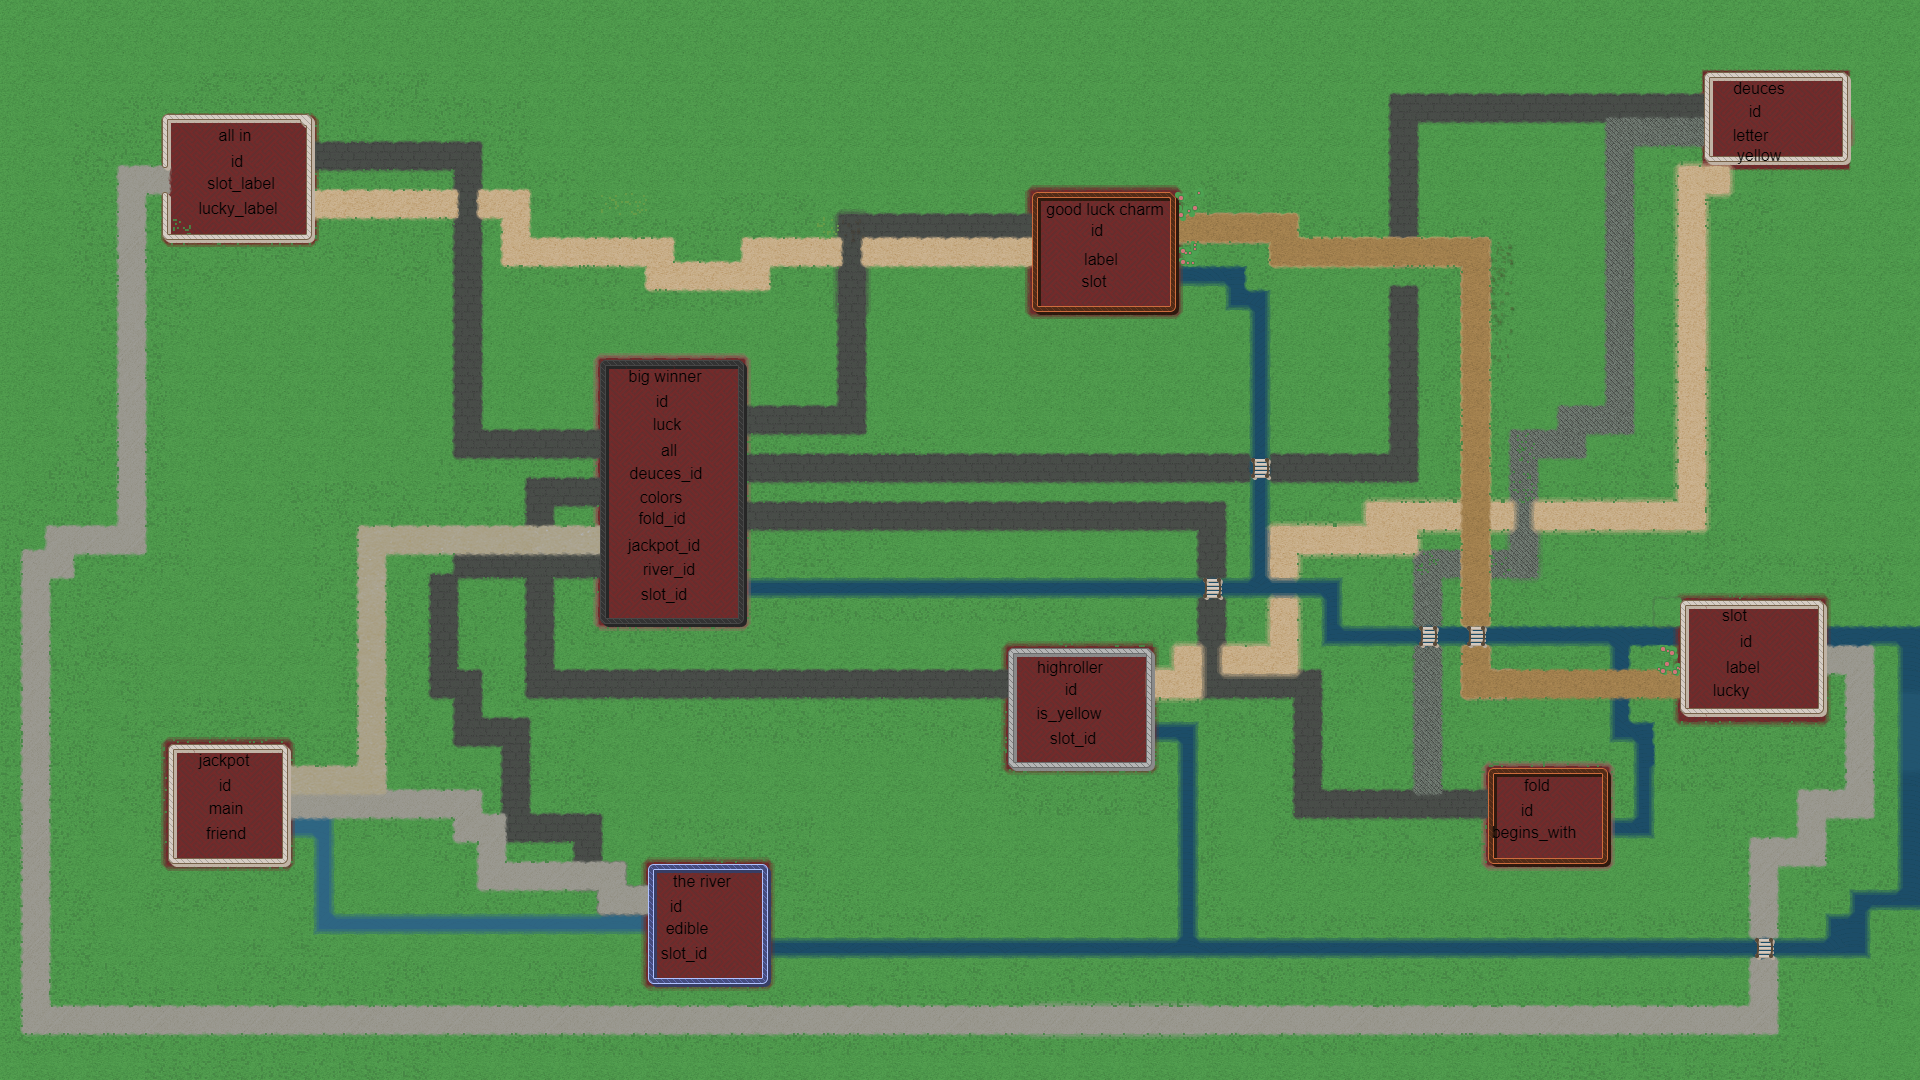 deuces
id
letter
yellow
all in
id
slot_label
lucky_label
good luck charm
id
label
slot
big winner
id
luck
all
deuces_id
colors
fold_id
jackpot_id
river_id
slot_id
slot
id
label
lucky
highroller
id
is_yellow
slot_id
jackpot
id
main
friend
fold
id
begins_with
the river
id
edible
slot_id